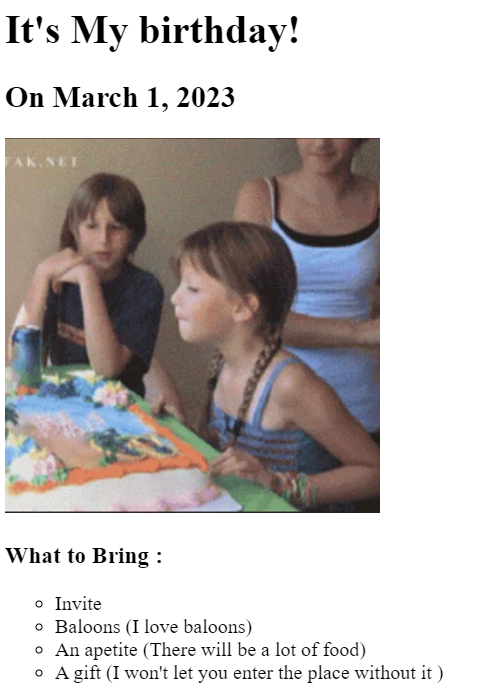 It's My birthday!
On March 1, 2023
FAK.NET
What to Bring :
Invite
Baloons (I love baloons)
An apetite (There will be a lot of food)
A gift (I won't let you enter the place without it )